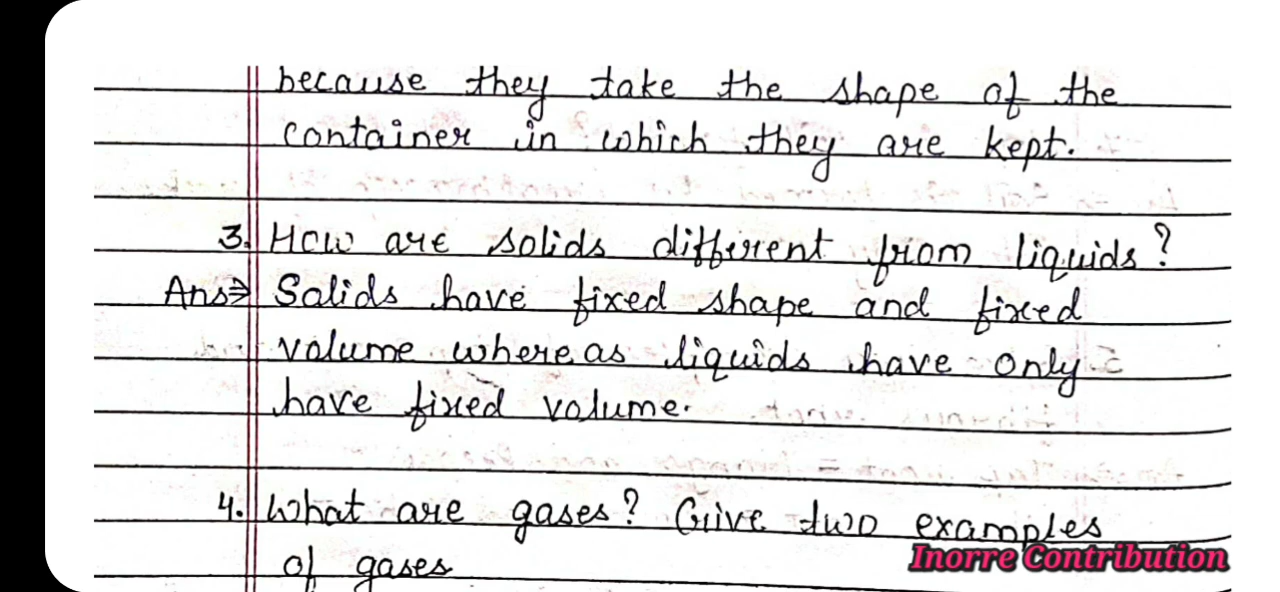 because they take the shape of the
container in which they are kept.
3. How are solids different from liquids?
Ans⇒ Solids have fixed shape and fixed
volume whereas liquids have only
have fixed volume.
4. What are gases? Give two examples
of gases
Inorre Contribution